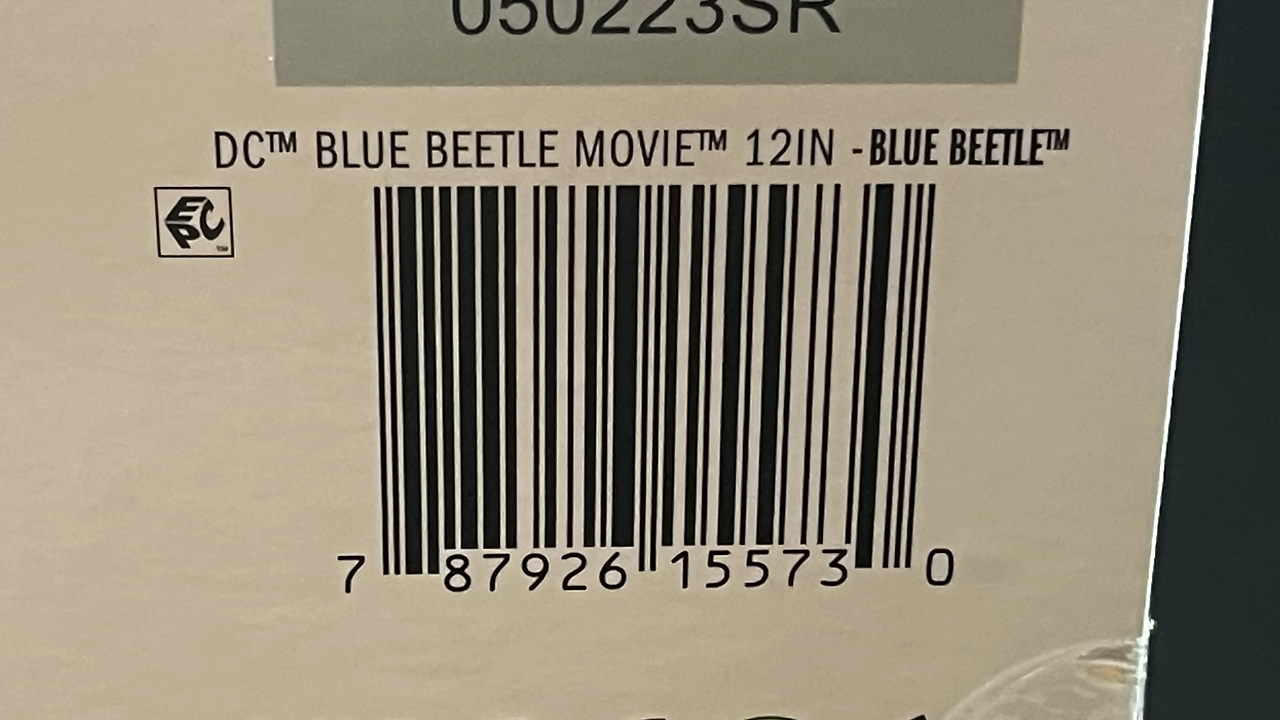 050223SR
DC™ BLUE BEETLE MOVIE™ 12IN - BLUE BEETLE™
EPC
7 87926 15573 0